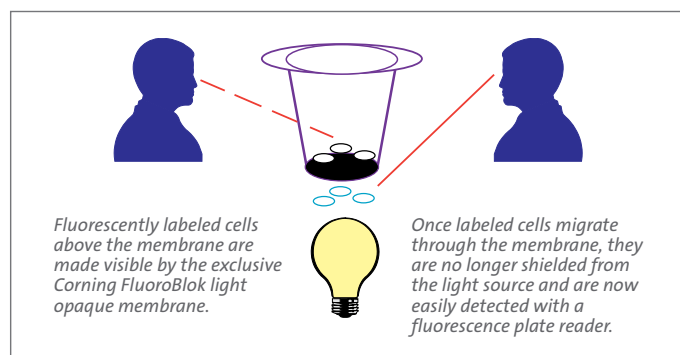 Fluorescently labeled cells
above the membrane are
made visible by the exclusive
Corning FluoroBlok light
opaque membrane.
Once labeled cells migrate
through the membrane, they
are no longer shielded from
the light source and are now
easily detected with a
fluorescence plate reader.